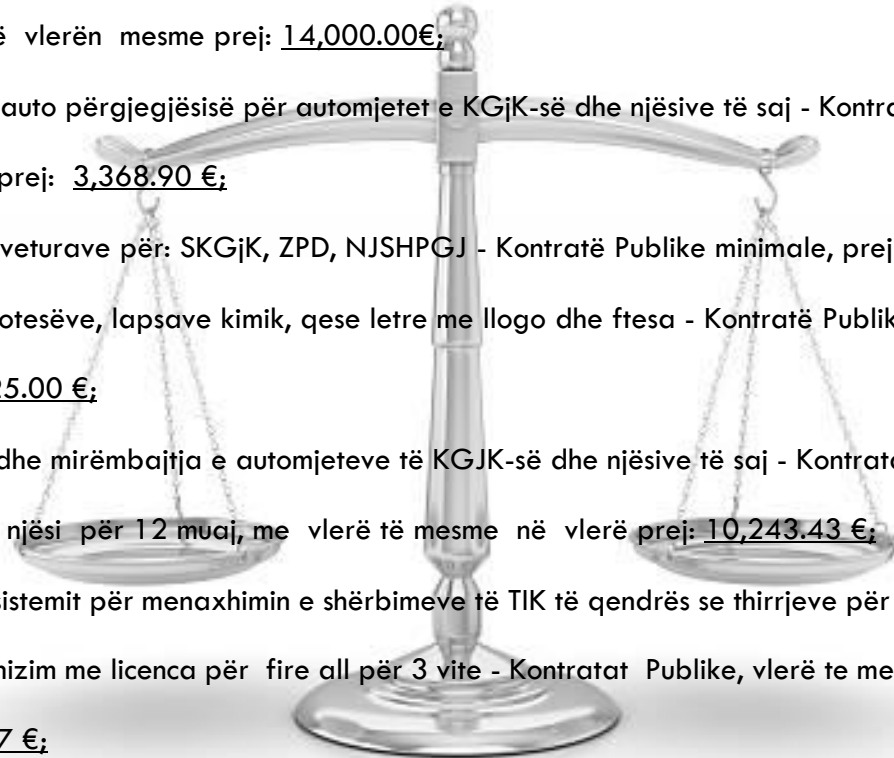 vlerën mesme prej: 14,000.00€;
auto përgjegjësisë për automjetet e KGjK-së dhe njësive të saj - Kontra
prej: 3,368.90 €;
veturave për: SKGjK, ZPD, NJSHPGJ - Kontratë Publike minimale, prej
otesëve, lapsave kimik, qese letre me llogo dhe ftesa - Kontratë Publik
25.00 €;
dhe mirëmbajtja e automjeteve të KGJK-së dhe njësive të saj - Kontrata
njësi për 12 muaj, me vlerë të mesme në vlerë prej: 10,243.43 €;
sistemit për menaxhimin e shërbimeve të TIK të qendrës se thirrjeve për
nizim me licenca për fire all për 3 vite - Kontratat Publike, vlerë te me
7 €;